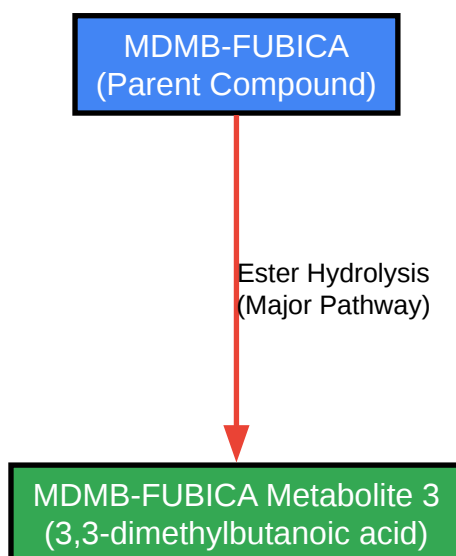 MDMB-FUBICA
(Parent Compound)
Ester Hydrolysis
(Major Pathway)
MDMB-FUBICA Metabolite 3
(3,3-dimethylbutanoic acid)